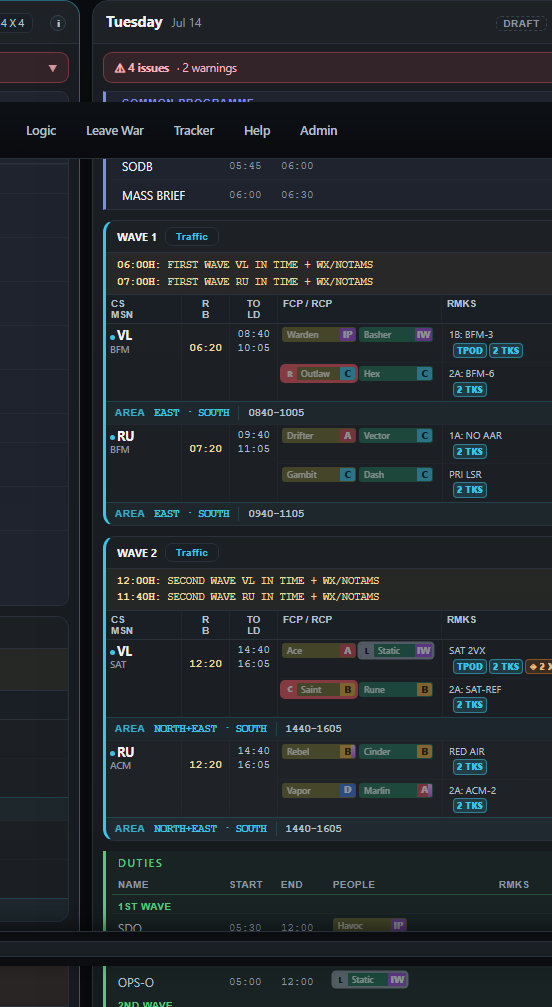 4X4 i
Tuesday Jul 14 DRAFT
⚠ 4 issues · 2 warnings
COMMON PROGRAMME
Logic Leave War Tracker Help Admin
SODB 05:45 06:00
MASS BRIEF 06:00 06:30
WAVE 1 Traffic
06:00H: FIRST WAVE VL IN TIME + WX/NOTAMS
07:00H: FIRST WAVE RU IN TIME + WX/NOTAMS
CS R TO FCP / RCP RMKS
MSN B LD
VL 08:40 Warden IP Basher IW 1B: BFM-3
BFM 06:20 10:05 TPOD 2 TKS
R Outlaw C Hex C 2A: BFM-6
2 TKS
AREA EAST · SOUTH 0840-1005
RU 09:40 Drifter A Vector C 1A: NO AAR
BFM 07:20 11:05 2 TKS
Gambit C Dash C PRI LSR
2 TKS
AREA EAST · SOUTH 0940-1105
WAVE 2 Traffic
12:00H: SECOND WAVE VL IN TIME + WX/NOTAMS
11:40H: SECOND WAVE RU IN TIME + WX/NOTAMS
CS R TO FCP / RCP RMKS
MSN B LD
VL 14:40 Ace A L Static IW SAT 2VX
SAT 12:20 16:05 TPOD 2 TKS
C Saint B Rune B 2A: SAT-REF
2 TKS
AREA NORTH+EAST · SOUTH 1440-1605
RU 14:40 Rebel B Cinder B RED AIR
ACM 12:20 16:05 2 TKS
Vapor D Marlin A 2A: ACM-2
2 TKS
AREA NORTH+EAST · SOUTH 1440-1605
DUTIES
NAME START END PEOPLE RMKS
1ST WAVE
SDO 05:30 12:00 Havoc IP
OPS-O 05:00 12:00 L Static IW
2ND WAVE